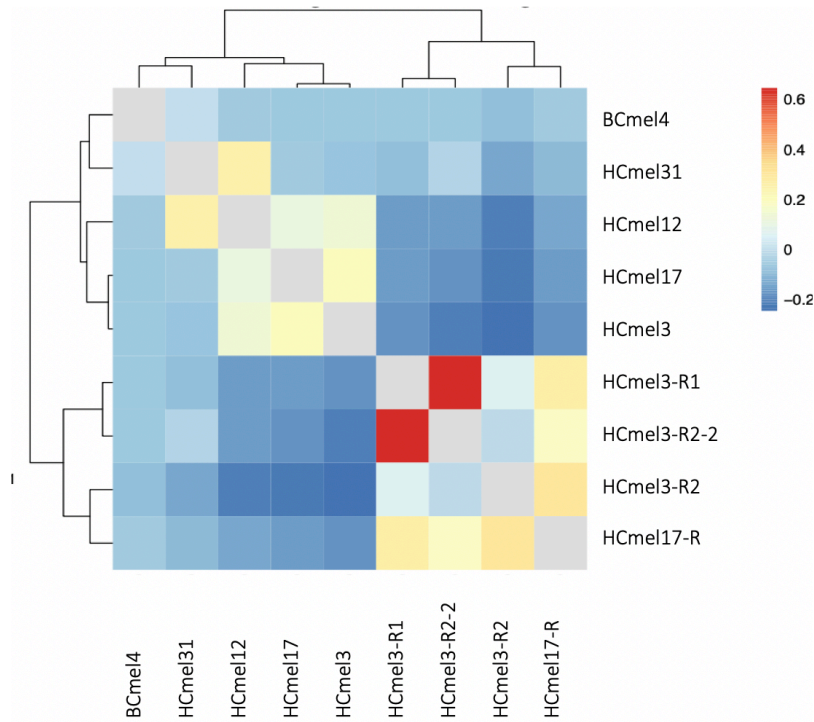 BCmel4
HCmel31
HCmel12
HCmel17
HCmel3
HCmel3-R1
HCmel3-R2-2
HCmel3-R2
HCmel17-R
0.6
0.4
0.2
0
−0.2
BCmel4
HCmel31
HCmel12
HCmel17
HCmel3
HCmel3-R1
HCmel3-R2-2
HCmel3-R2
HCmel17-R